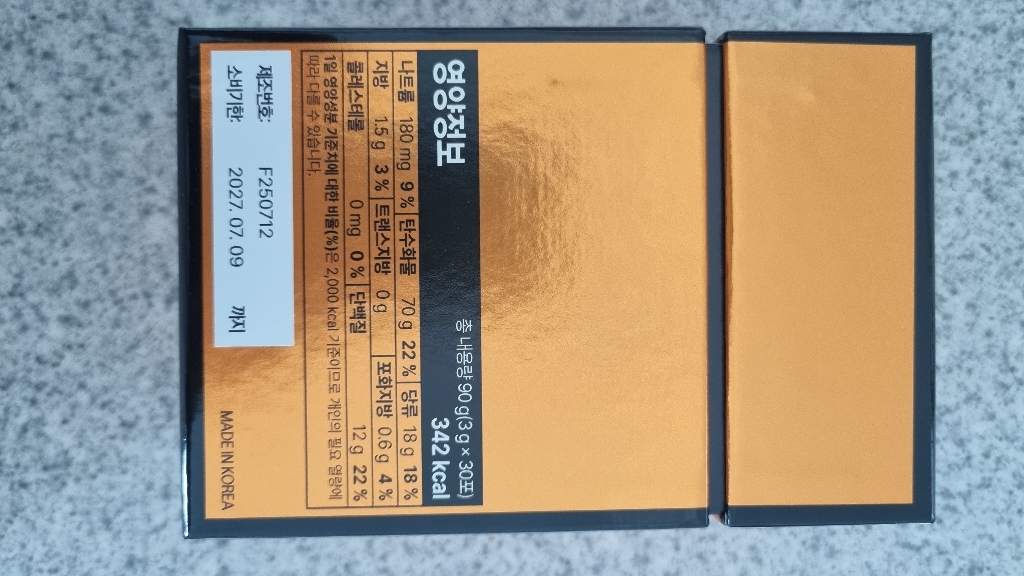 영양정보
총 내용량 90 g(3 g × 30포)
342 kcal
나트륨 180 mg 9 % 탄수화물 70 g 22 % 당류 18 g 18 %
지방 1.5 g 3 % 트랜스지방 0 g 포화지방 0.6 g 4 %
콜레스테롤 0 mg 0 % 단백질 12 g 22 %
1일 영양성분 기준치에 대한 비율(%)은 2,000 kcal 기준이므로 개인의 필요 열량에
따라 다를 수 있습니다.
제조번호: F250712
소비기한: 2027. 07. 09 까지
MADE IN KOREA